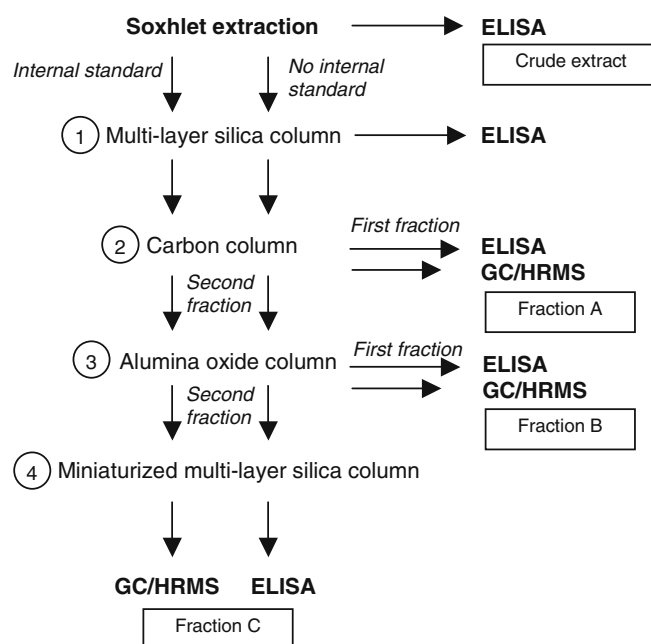 Soxhlet extraction ELISA
Crude extract
Internal standard No internal
standard
1 Multi-layer silica column ELISA
First fraction
2 Carbon column ELISA
GC/HRMS
Second
fraction
Fraction A
First fraction
3 Alumina oxide column ELISA
GC/HRMS
Second
fraction
Fraction B
4 Miniaturized multi-layer silica column
GC/HRMS ELISA
Fraction C